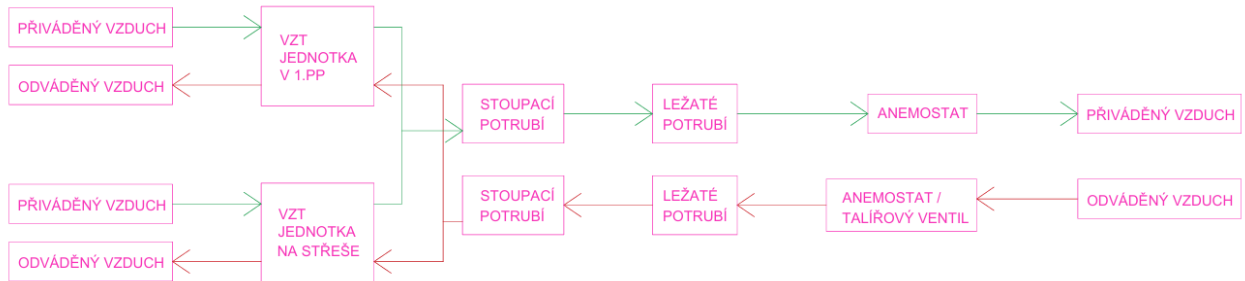 PŘIVÁDĚNÝ VZDUCH
ODVÁDĚNÝ VZDUCH
VZT
JEDNOTKA
V 1.PP
STOUPACÍ
POTRUBÍ
LEŽATÉ
POTRUBÍ
ANEMOSTAT
PŘIVÁDĚNÝ VZDUCH
PŘIVÁDĚNÝ VZDUCH
ODVÁDĚNÝ VZDUCH
VZT
JEDNOTKA
NA STŘEŠE
STOUPACÍ
POTRUBÍ
LEŽATÉ
POTRUBÍ
ANEMOSTAT /
TALÍŘOVÝ VENTIL
ODVÁDĚNÝ VZDUCH